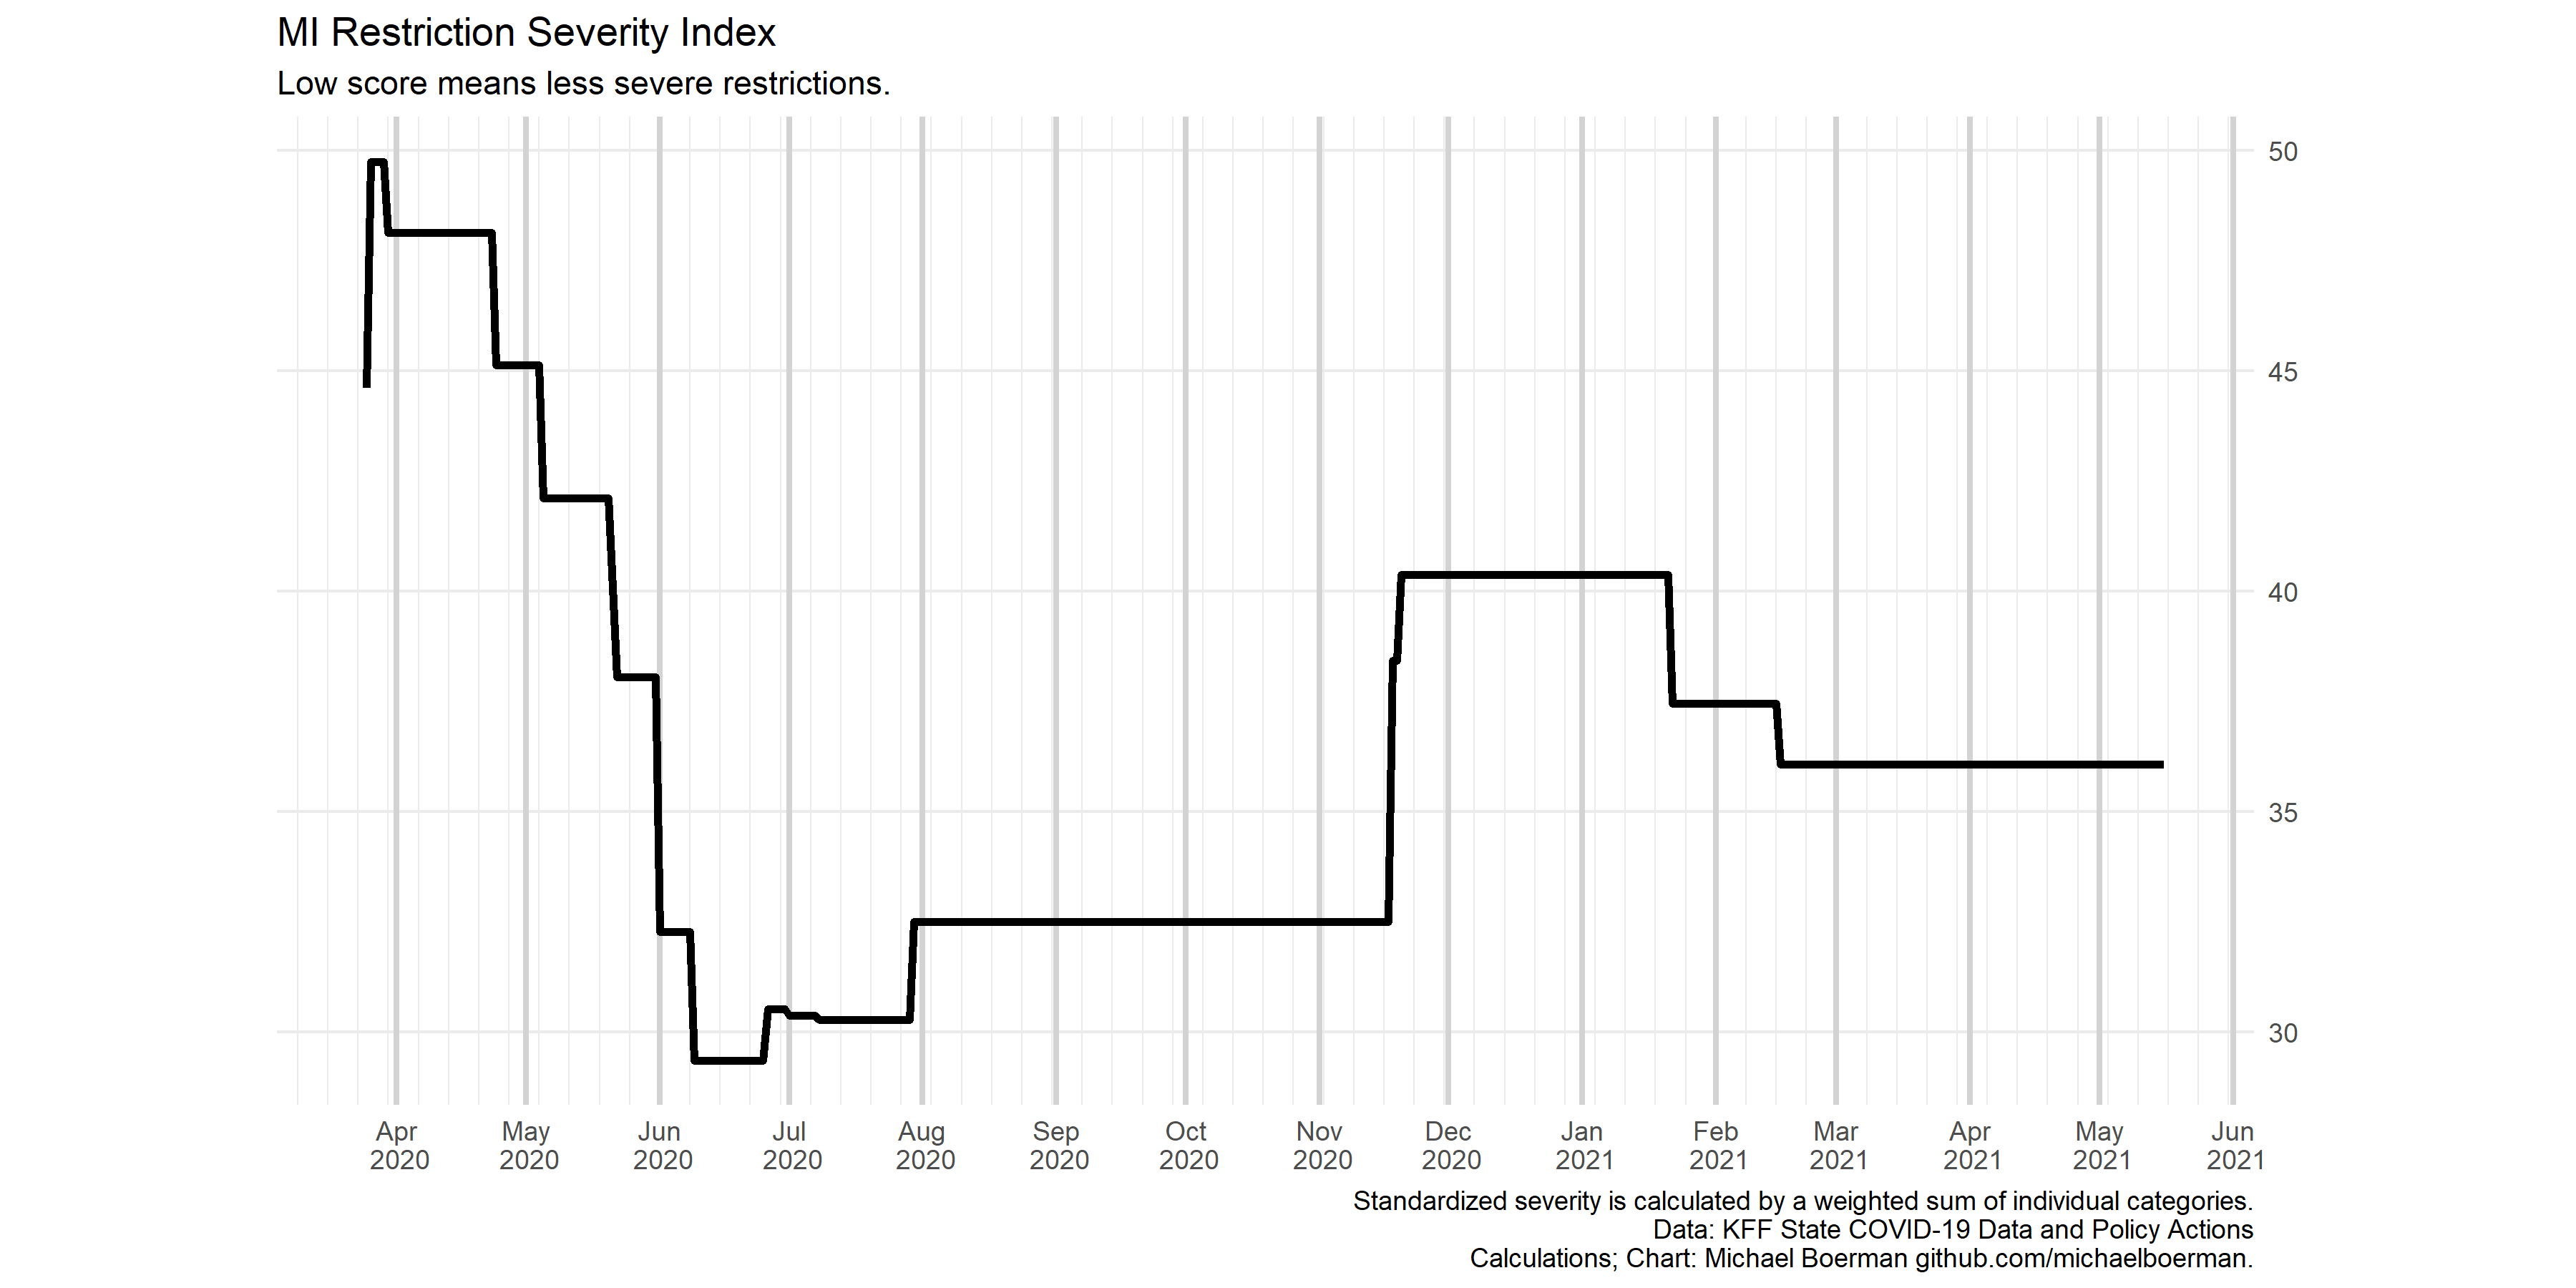 MI Restriction Severity Index
Low score means less severe restrictions.
50
45
40
35
30
Apr May Jun Jul Aug Sep Oct Nov Dec Jan Feb Mar Apr May Jun
2020 2020 2020 2020 2020 2020 2020 2020 2020 2021 2021 2021 2021 2021 2021
Standardized severity is calculated by a weighted sum of individual categories.
Data: KFF State COVID-19 Data and Policy Actions
Calculations; Chart: Michael Boerman github.com/michaelboerman.